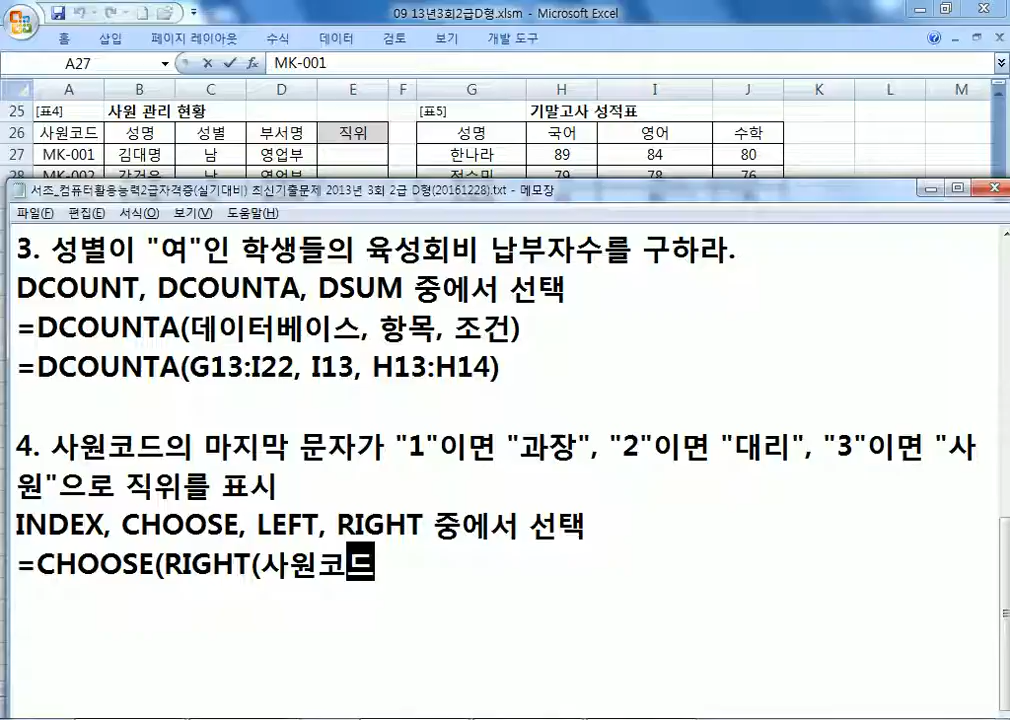 09 13년3회2급D형.xlsm - Microsoft Excel
홈 삽입 페이지 레이아웃 수식 데이터 검토 보기 개발 도구
A27 fx MK-001
A B C D E F G H I J K L M
25 [표4] 사원 관리 현황 [표5] 기말고사 성적표
26 사원코드 성명 성별 부서명 직위 성명 국어 영어 수학
27 MK-001 김대명 남 영업부 한나라 89 84 80
28 MK-002 남 영업부 79 78 76
서즈_컴퓨터활용능력2급자격증(실기대비) 최신기출문제 2013년 3회 2급 D형(20161228).txt - 메모장
파일(F) 편집(E) 서식(O) 보기(V) 도움말(H)
3. 성별이 "여"인 학생들의 육성회비 납부자수를 구하라.
DCOUNT, DCOUNTA, DSUM 중에서 선택
=DCOUNTA(데이터베이스, 항목, 조건)
=DCOUNTA(G13:I22, I13, H13:H14)
4. 사원코드의 마지막 문자가 "1"이면 "과장", "2"이면 "대리", "3"이면 "사
원"으로 직위를 표시
INDEX, CHOOSE, LEFT, RIGHT 중에서 선택
=CHOOSE(RIGHT(사원코드